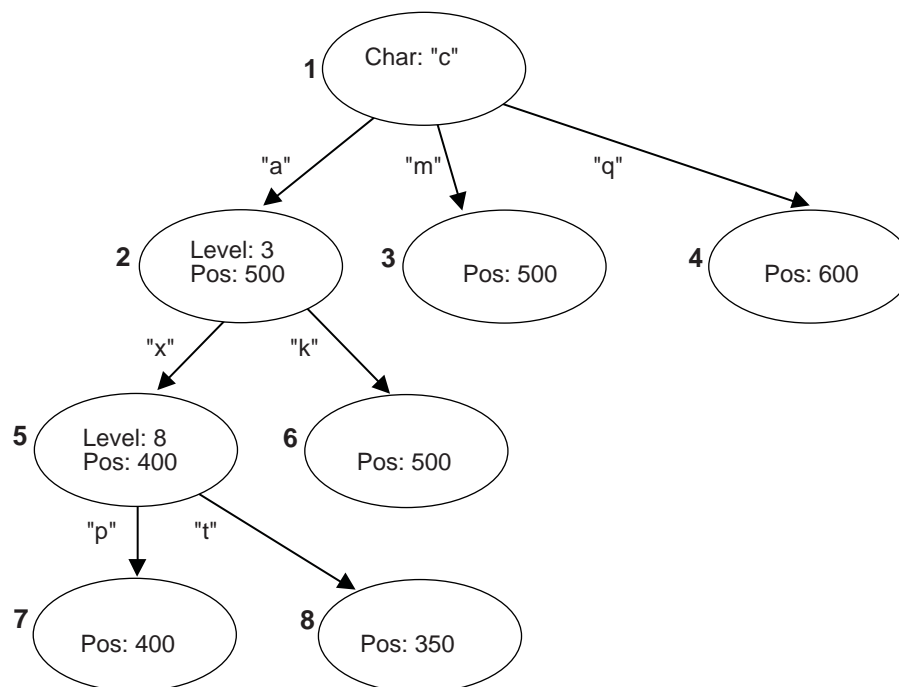 1
Char: "c"
"a"
"m"
"q"
2
Level: 3
Pos: 500
3
Pos: 500
4
Pos: 600
"x"
"k"
5
Level: 8
Pos: 400
6
Pos: 500
"p"
"t"
7
Pos: 400
8
Pos: 350